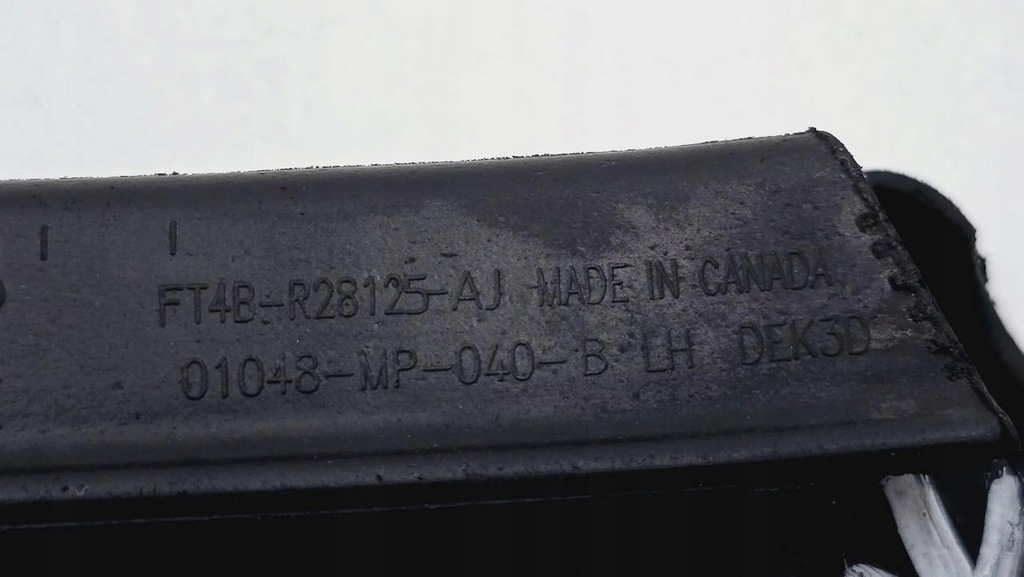 FT4B-R28125-AJ MADE IN CANADA
01048-MP-040-B LH DEK3D